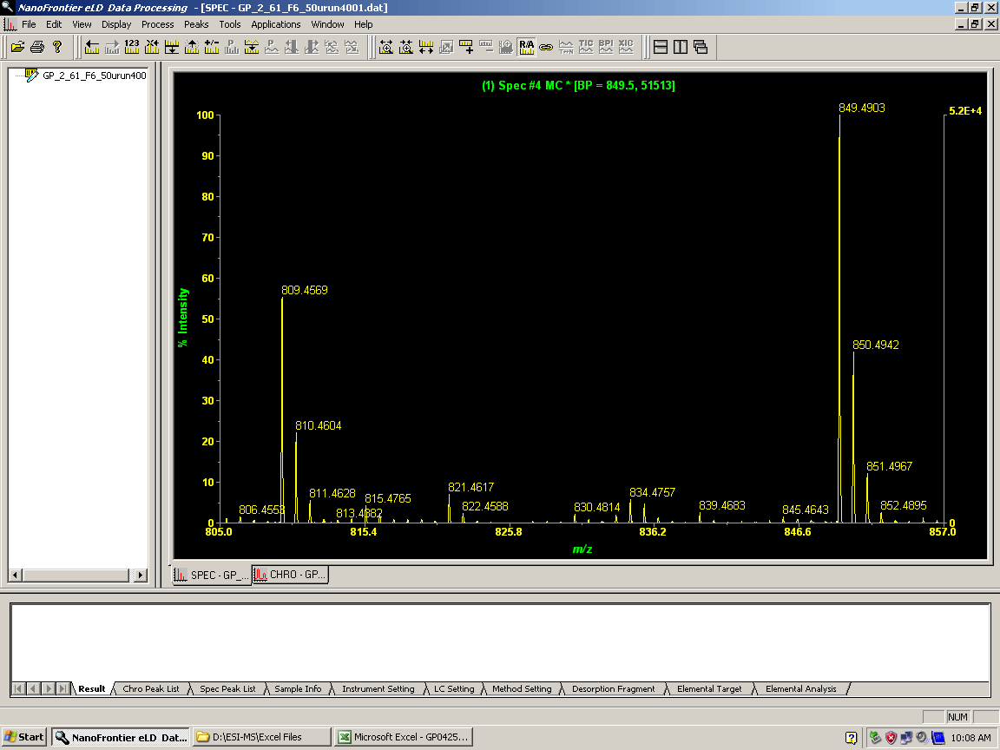 NanoFrontier eLD Data Processing - [SPEC - GP_2_61_F6_50urun4001.dat]
File Edit View Display Process Peaks Tools Applications Window Help
123 R/A TIC BPI XIC
GP_2_61_F6_50urun400
(1) Spec #4 MC * [BP = 849.5, 51513]
100
90
80
70
60
50
40
30
20
10
0
% Intensity
5.2E+4
0
849.4903
809.4569
850.4942
810.4604
851.4967
821.4617
811.4628
815.4765
834.4757
806.4553
813.4882
822.4588
830.4814
839.4683
845.4643
852.4895
805.0 815.4 825.8 836.2 846.6 857.0
m/z
SPEC - GP_... CHRO - GP...
Result Chro Peak List Spec Peak List Sample Info Instrument Setting LC Setting Method Setting Desorption Fragment Elemental Target Elemental Analysis
NUM
Start NanoFrontier eLD Dat... D:\ESI-MS\Excel Files Microsoft Excel - GP0425... 10:08 AM